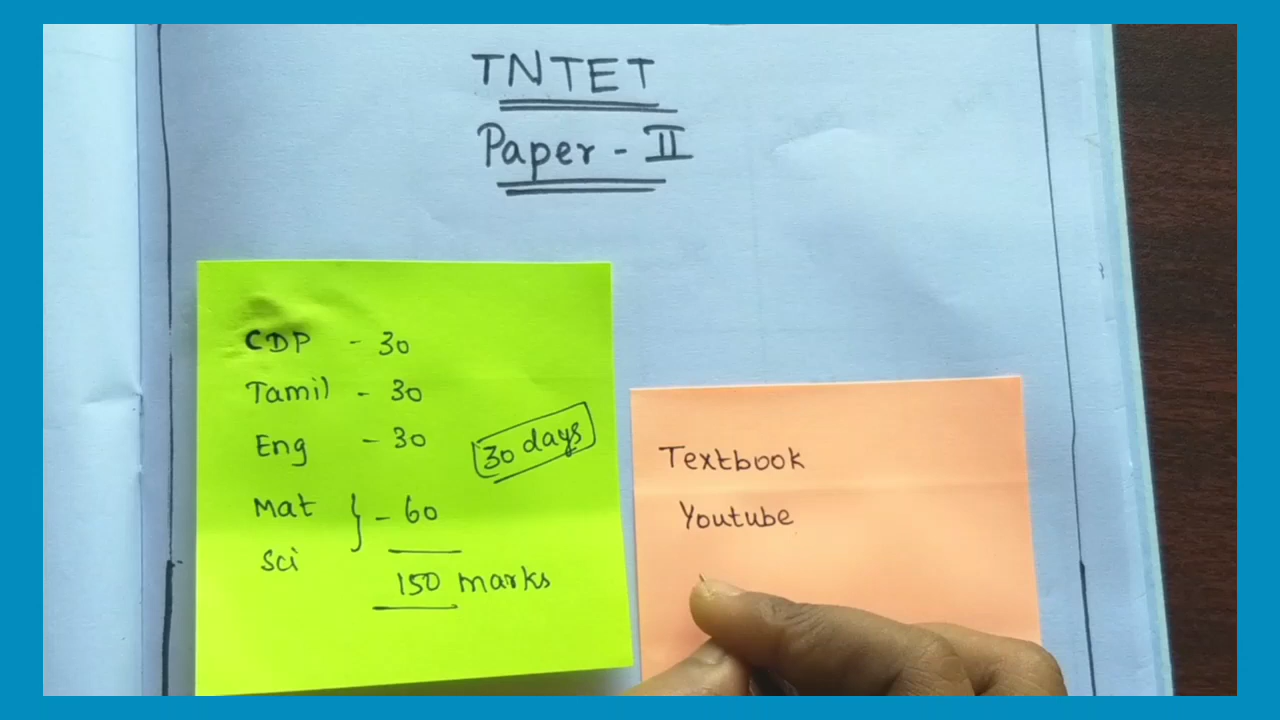 TNTET
Paper - II
CDP - 30
Tamil - 30
Eng - 30
30 days
Mat } - 60
Sci
150 marks
Textbook
Youtube